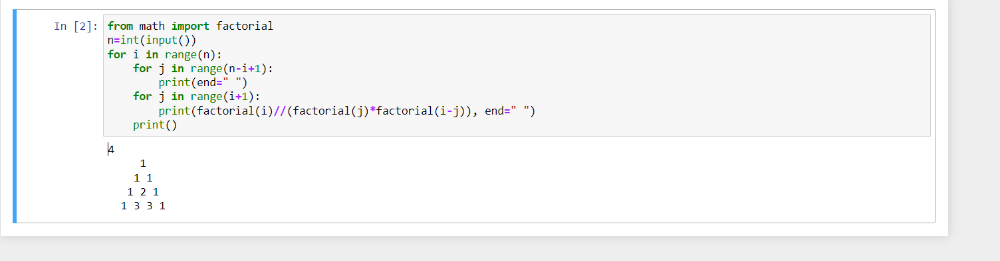 In [2]: from math import factorial
n=int(input())
for i in range(n):
    for j in range(n-i+1):
        print(end=" ")
    for j in range(i+1):
        print(factorial(i)//(factorial(j)*factorial(i-j)), end=" ")
    print()
4
     1
    1 1
   1 2 1
  1 3 3 1